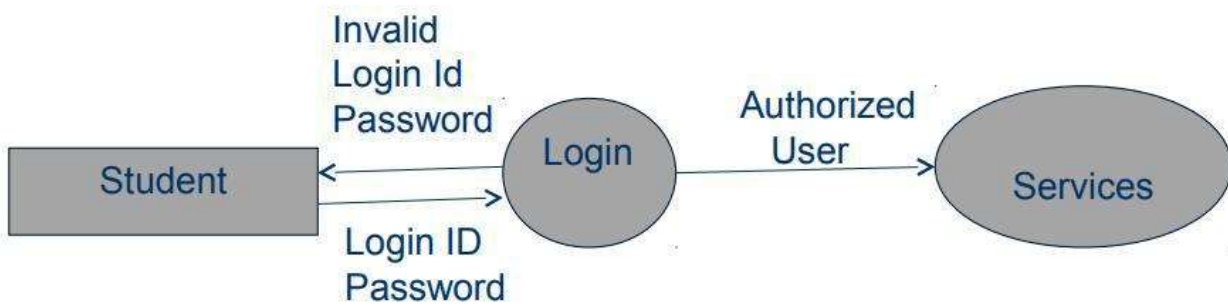 Invalid
Login Id
Password
Student
Login ID
Password
Login
Authorized
User
Services